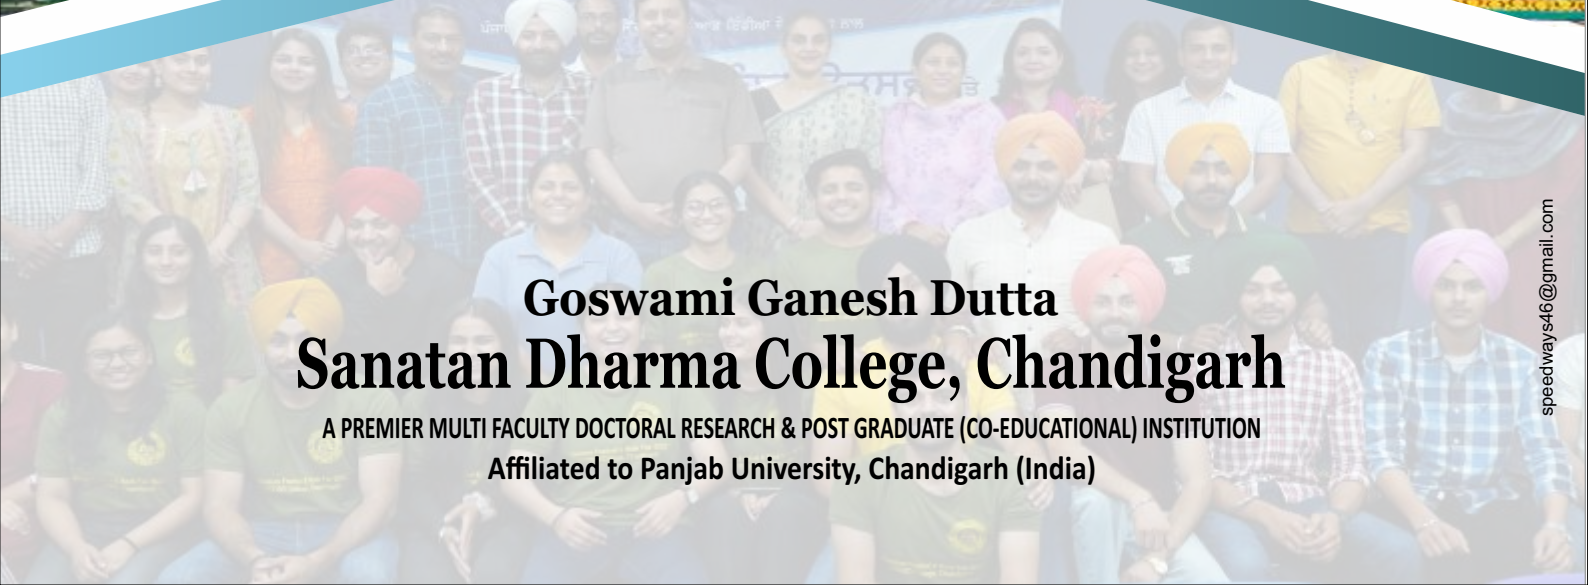 Goswami Ganesh Dutta
Sanatan Dharma College, Chandigarh
A PREMIER MULTI FACULTY DOCTORAL RESEARCH & POST GRADUATE (CO-EDUCATIONAL) INSTITUTION
Affiliated to Panjab University, Chandigarh (India)
speedways46@gmail.com